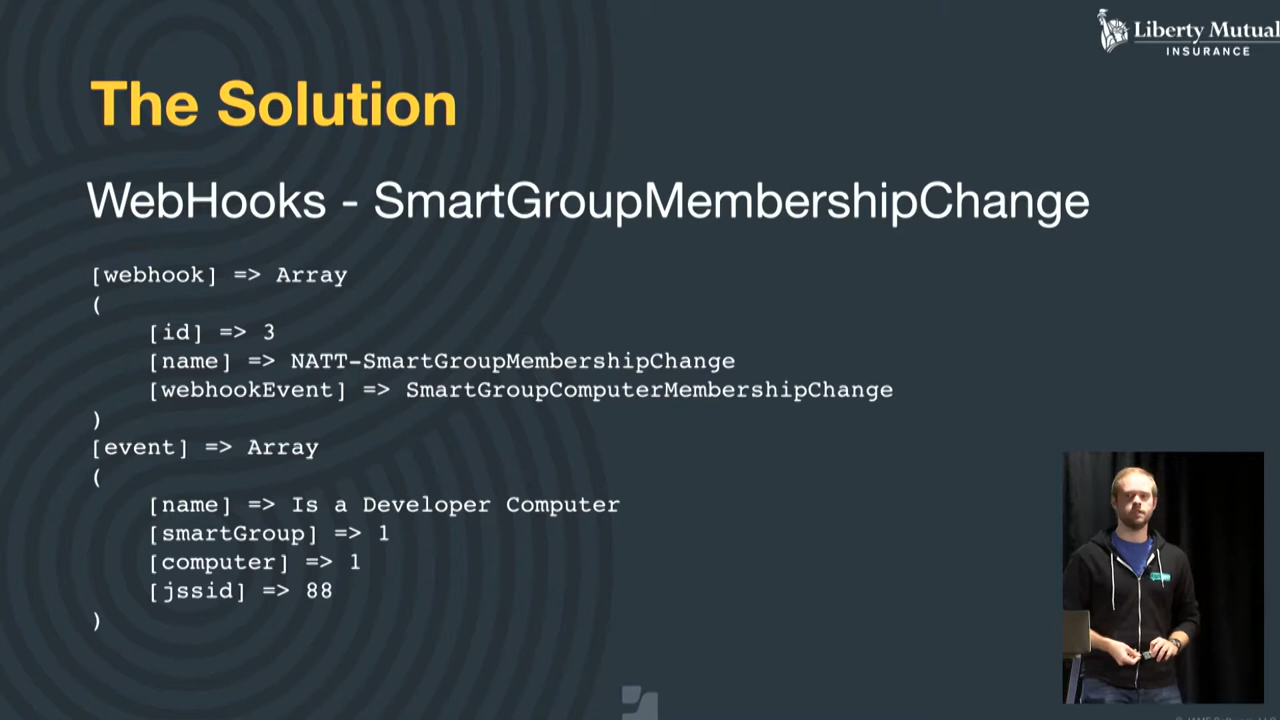 Liberty Mutual
INSURANCE
The Solution
WebHooks - SmartGroupMembershipChange
[webhook] => Array
(
[id] => 3
[name] => NATT-SmartGroupMembershipChange
[webhookEvent] => SmartGroupComputerMembershipChange
)
[event] => Array
(
[name] => Is a Developer Computer
[smartGroup] => 1
[computer] => 1
[jssid] => 88
)